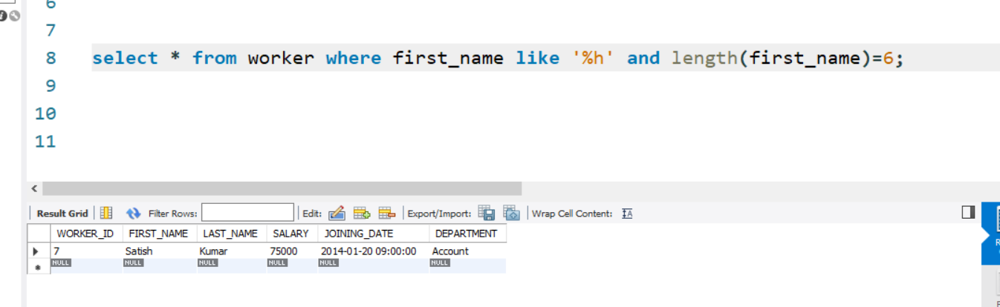 6
7
8 select * from worker where first_name like '%h' and length(first_name)=6;
9
10
11
Result Grid Filter Rows: Edit: Export/Import: Wrap Cell Content:
WORKER_ID FIRST_NAME LAST_NAME SALARY JOINING_DATE DEPARTMENT
7 Satish Kumar 75000 2014-01-20 09:00:00 Account
NULL NULL NULL NULL NULL NULL